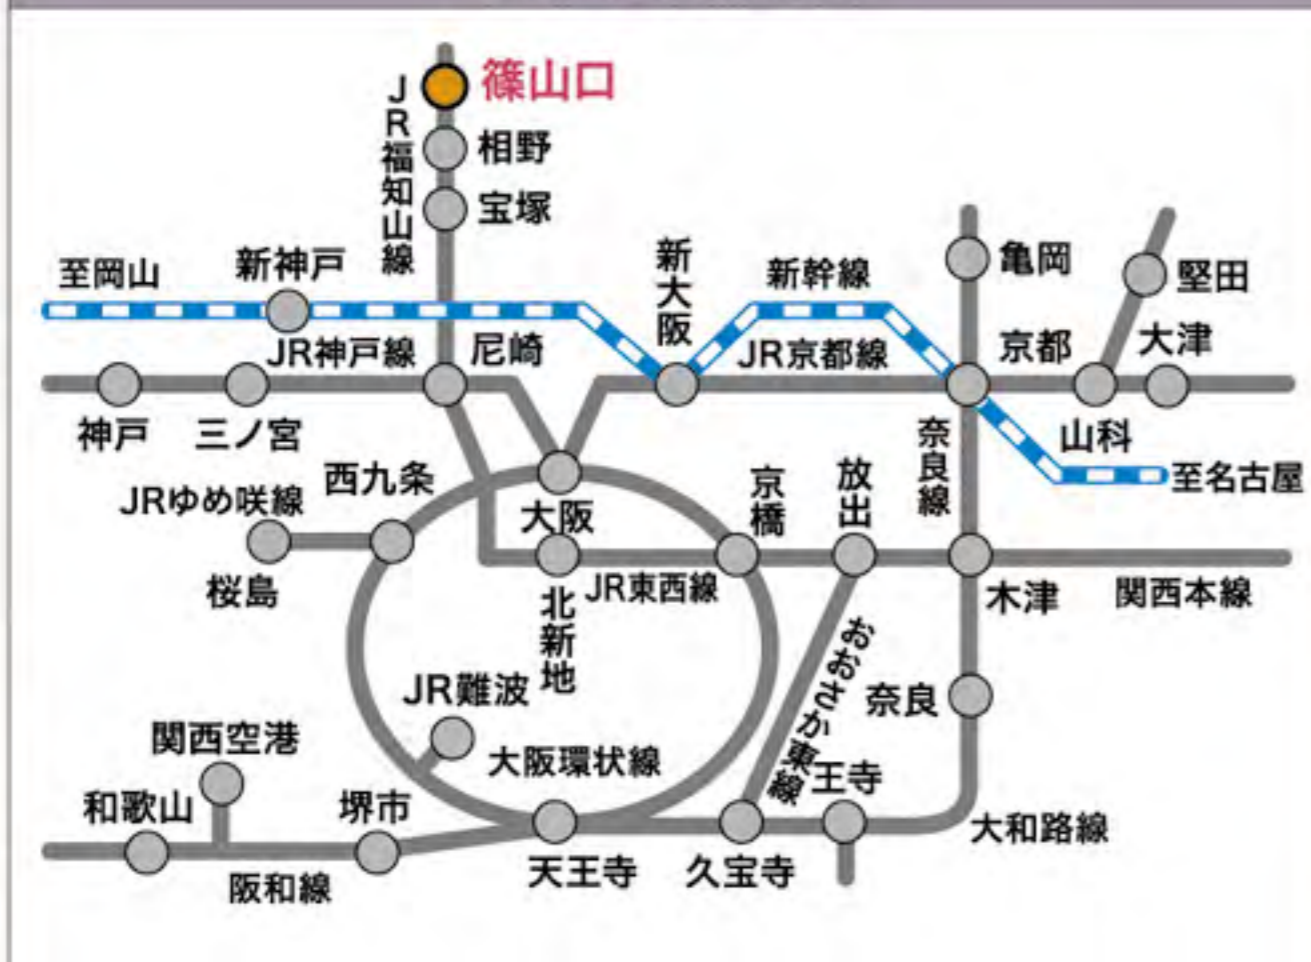 篠山口
JR福知山線
相野
宝塚
至岡山
新神戸
新大阪
新幹線
亀岡
堅田
JR神戸線
尼崎
JR京都線
京都
大津
神戸
三ノ宮
山科
奈良線
至名古屋
西九条
JRゆめ咲線
大阪
京橋
放出
桜島
北新地
JR東西線
木津
関西本線
おおさか東線
JR難波
奈良
関西空港
大阪環状線
王寺
和歌山
堺市
大和路線
天王寺
久宝寺
阪和線